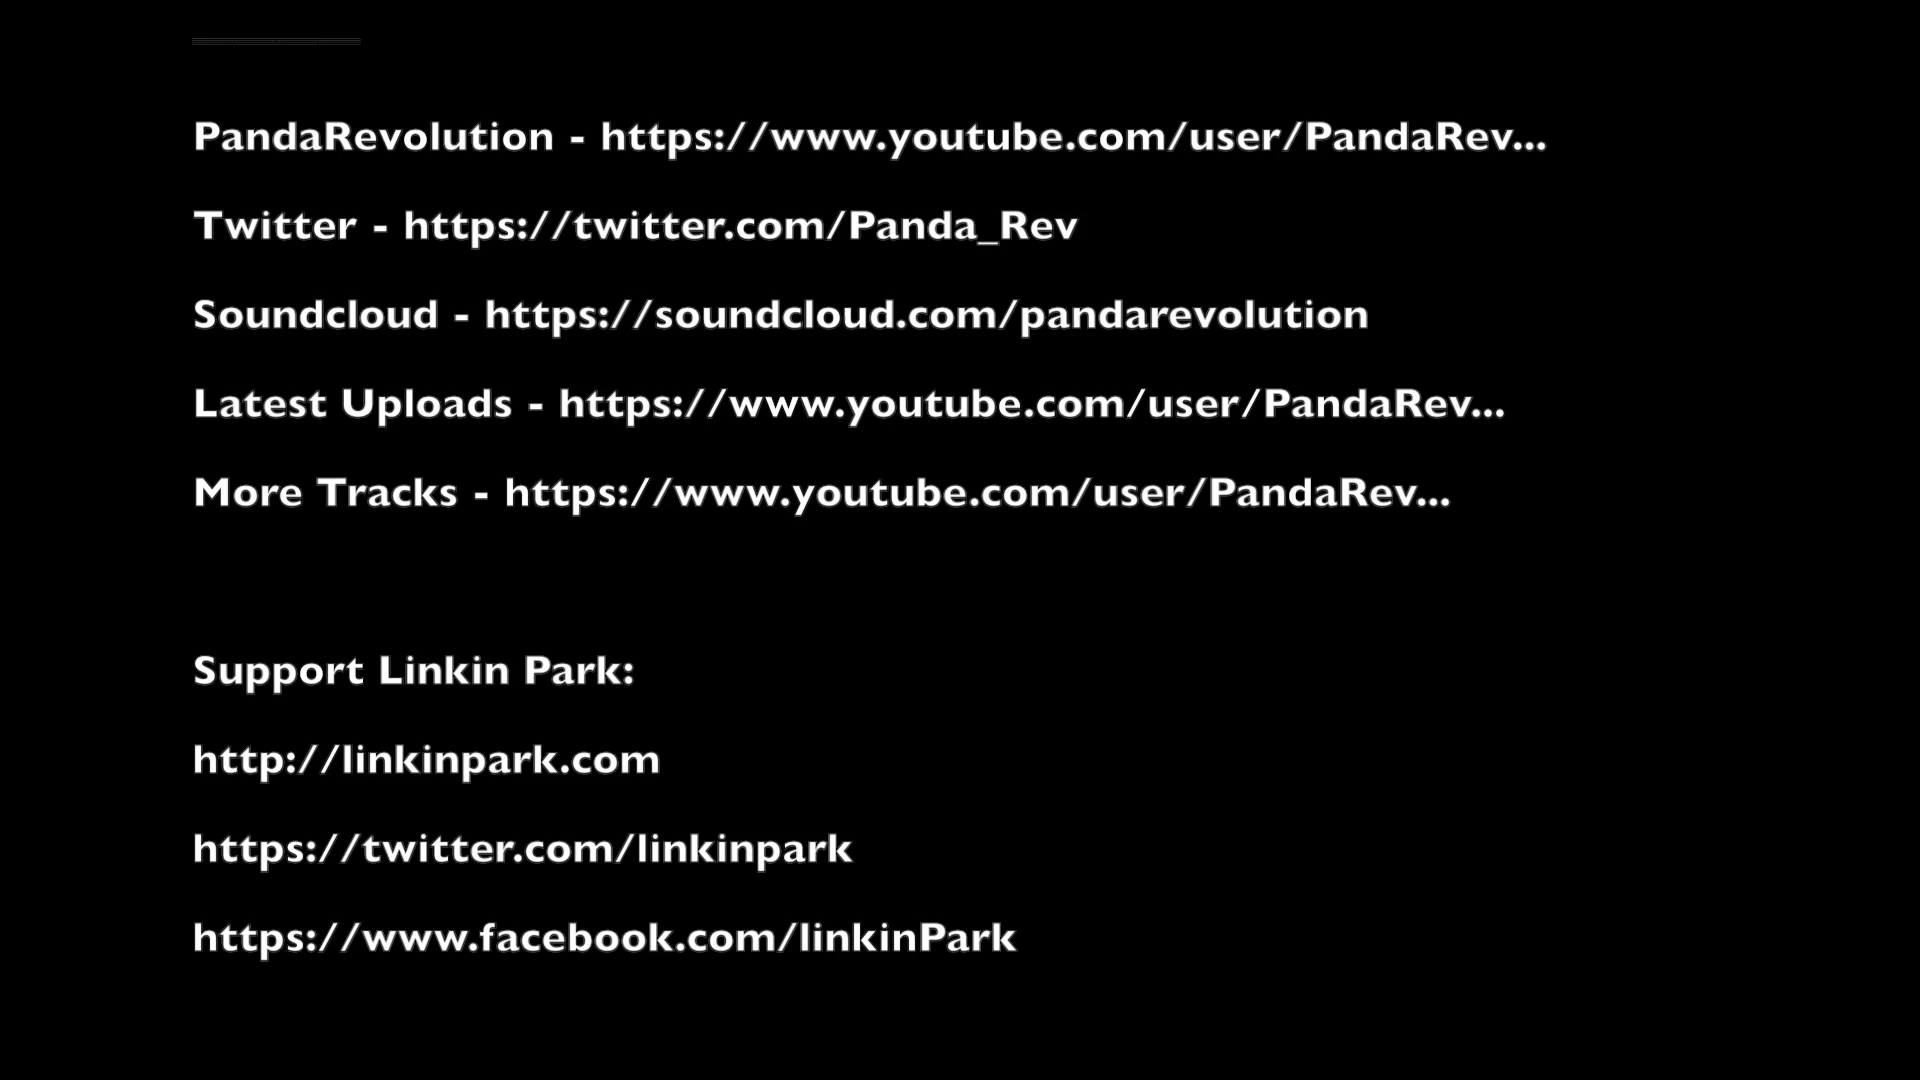 PandaRevolution - https://www.youtube.com/user/PandaRev...
Twitter - https://twitter.com/Panda_Rev
Soundcloud - https://soundcloud.com/pandarevolution
Latest Uploads - https://www.youtube.com/user/PandaRev...
More Tracks - https://www.youtube.com/user/PandaRev...
Support Linkin Park:
http://linkinpark.com
https://twitter.com/linkinpark
https://www.facebook.com/linkinPark